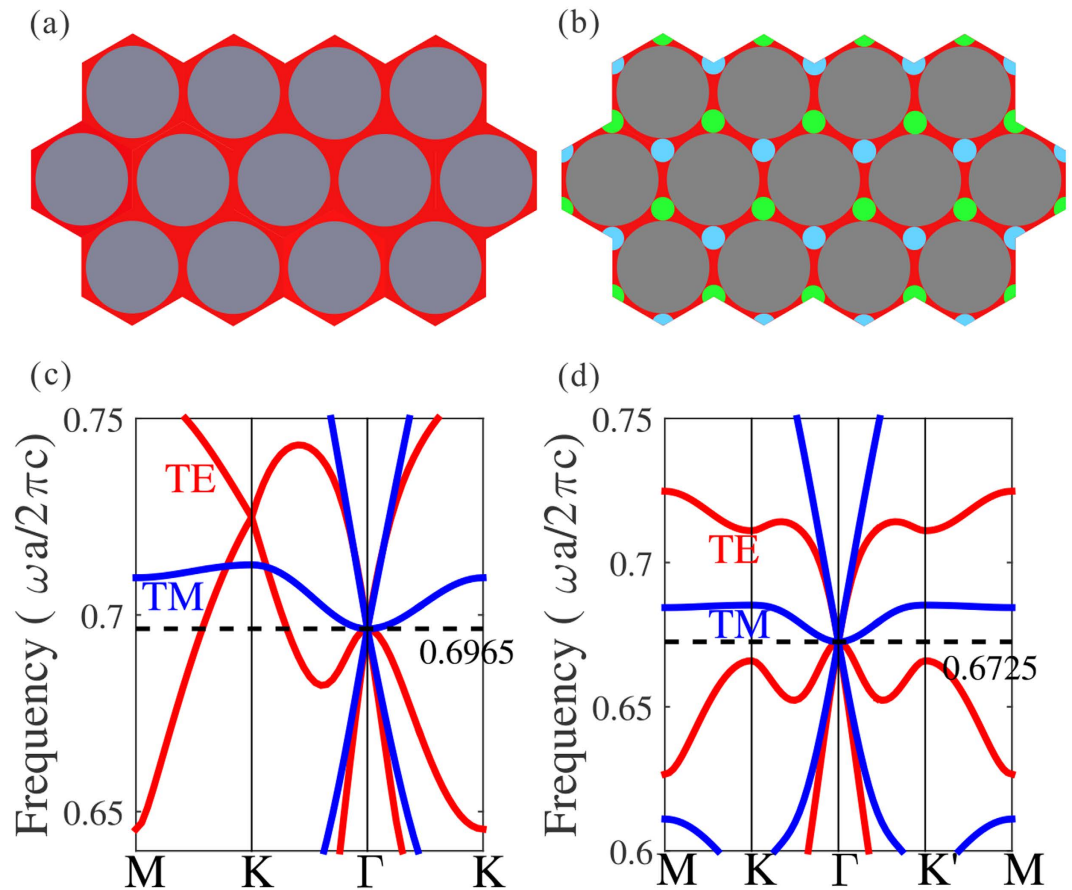 (a)
(b)
(c)
(d)
Frequency ( ωa/2πc)
0.75
0.7
0.65
TE
TM
0.6965
M K Γ K
Frequency ( ωa/2πc)
0.75
0.7
0.65
0.6
TE
TM
0.6725
M K Γ K' M